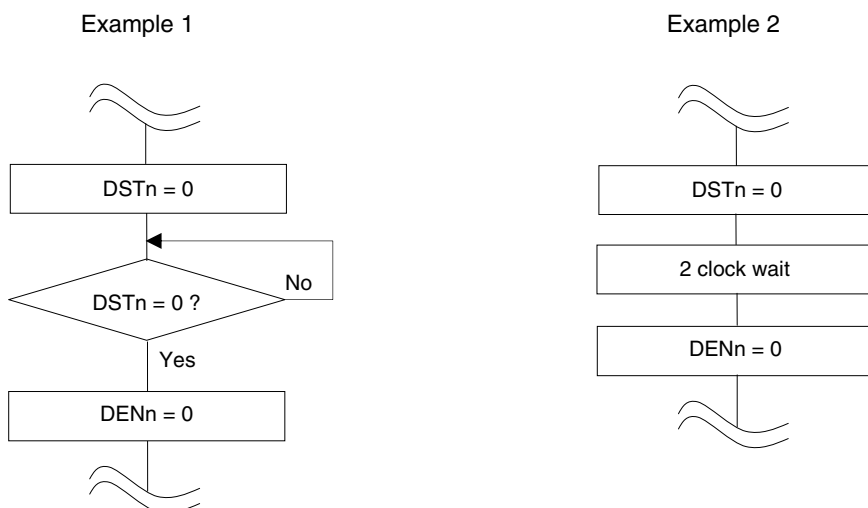 Example 1
DSTn = 0
DSTn = 0 ?
No
Yes
DENn = 0
Example 2
DSTn = 0
2 clock wait
DENn = 0